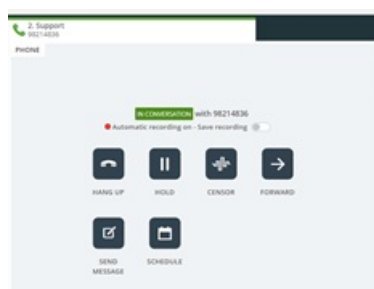 2. Support
98214836
PHONE
IN CONVERSATION with 98214836
Automatic recording on - Save recording
HANG UP
HOLD
CENSOR
FORWARD
SEND
MESSAGE
SCHEDULE